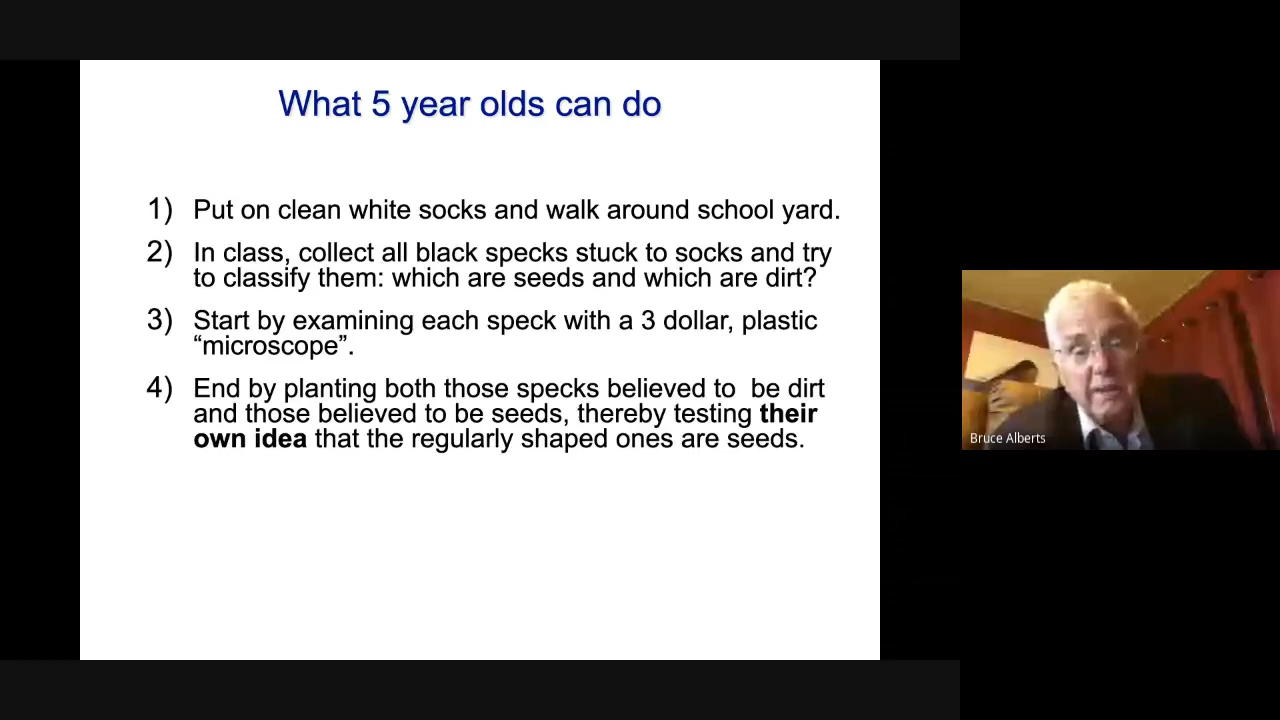 What 5 year olds can do
1) Put on clean white socks and walk around school yard.
2) In class, collect all black specks stuck to socks and try
to classify them: which are seeds and which are dirt?
3) Start by examining each speck with a 3 dollar, plastic
“microscope”.
4) End by planting both those specks believed to  be dirt
and those believed to be seeds, thereby testing their
own idea that the regularly shaped ones are seeds.
Bruce Alberts